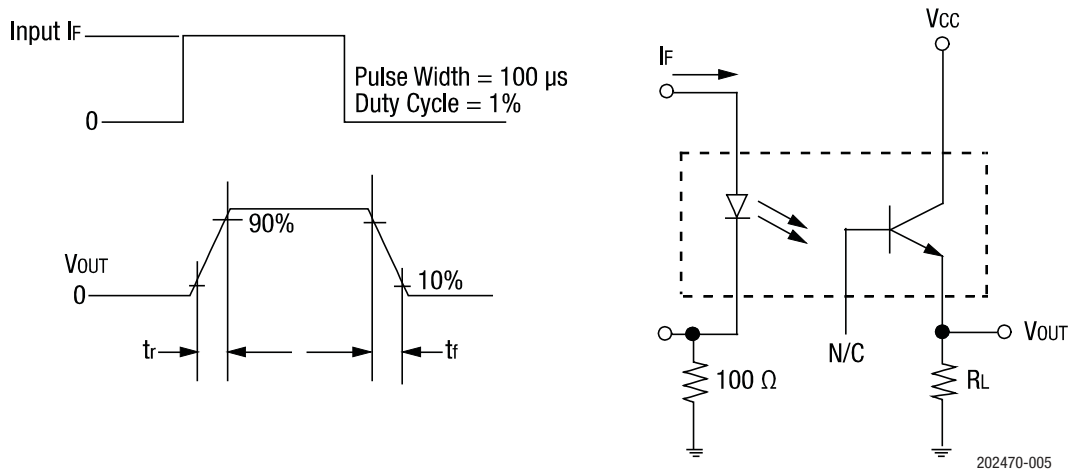 Input IF
Pulse Width = 100 µs
Duty Cycle = 1%
0
90%
VOUT
0
10%
tr
tf
VCC
IF
N/C
VOUT
100 Ω
RL
202470-005